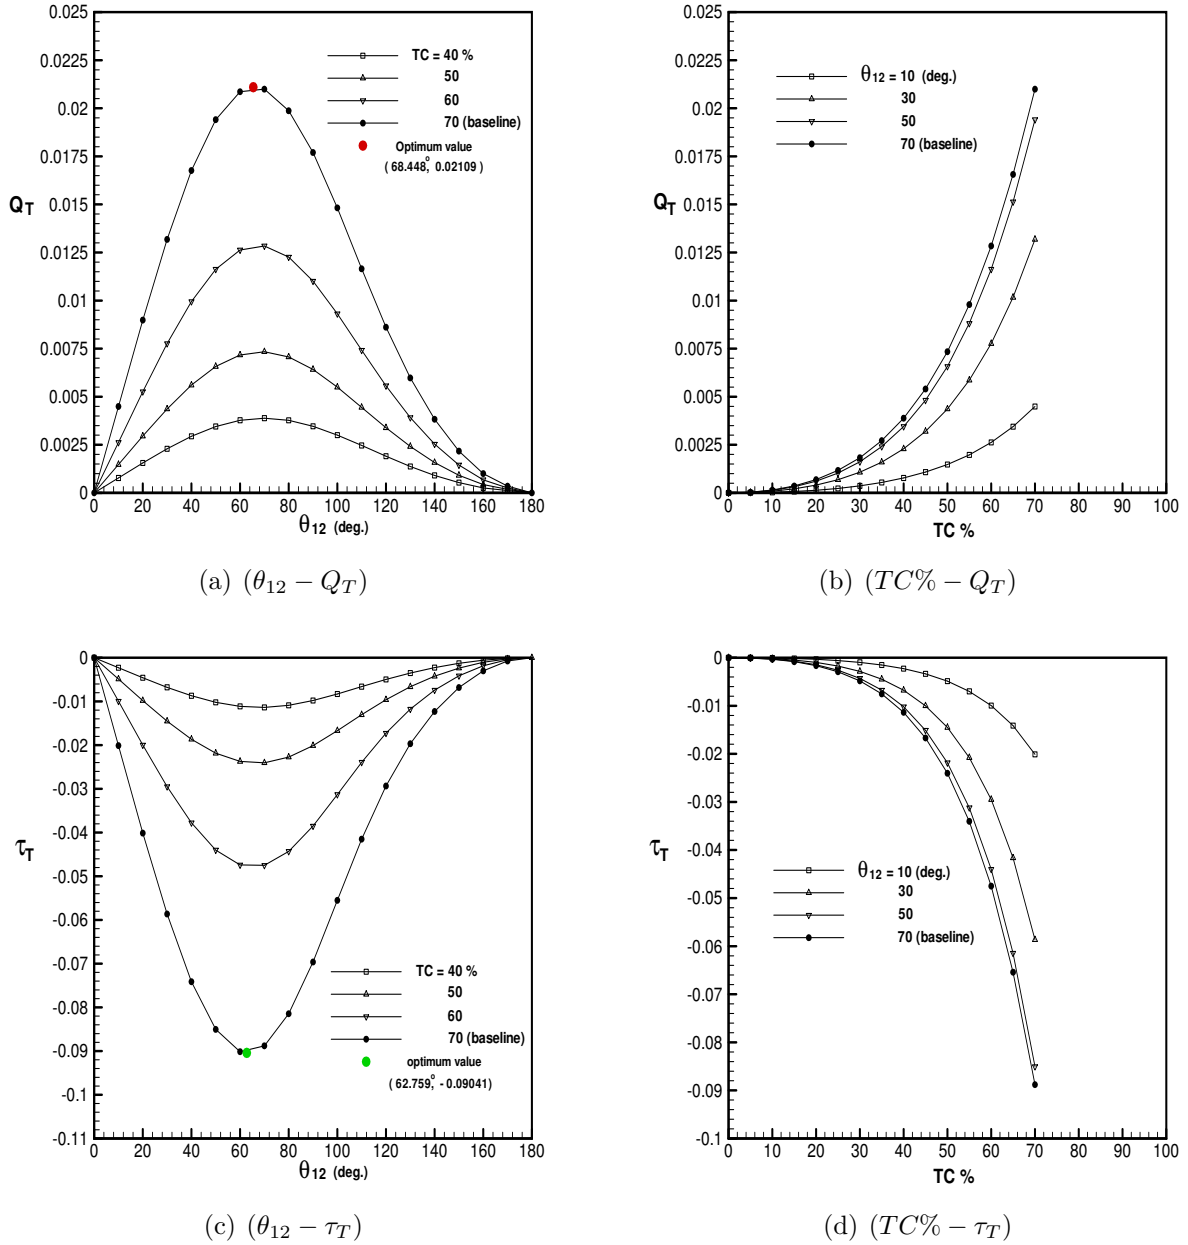 0.025
0.0225
0.02
0.0175
0.015
0.0125
0.01
0.0075
0.005
0.0025
0
Q_T
TC = 40 %
50
60
70 (baseline)
Optimum value
( 68.448°, 0.02109 )
0 20 40 60 80 100 120 140 160 180
θ12 (deg.)
(a) (θ12 − Q_T)
0.025
0.0225
0.02
0.0175
0.015
0.0125
0.01
0.0075
0.005
0.0025
0
Q_T
θ12 = 10 (deg.)
30
50
70 (baseline)
0 10 20 30 40 50 60 70 80 90 100
TC %
(b) (TC% − Q_T)
0
-0.01
-0.02
-0.03
-0.04
-0.05
-0.06
-0.07
-0.08
-0.09
-0.1
-0.11
τ_T
TC = 40 %
50
60
70 (baseline)
optimum value
( 62.759°, - 0.09041)
0 20 40 60 80 100 120 140 160 180
θ12 (deg.)
(c) (θ12 − τ_T)
0
-0.01
-0.02
-0.03
-0.04
-0.05
-0.06
-0.07
-0.08
-0.09
-0.1
τ_T
θ12 = 10 (deg.)
30
50
70 (baseline)
0 10 20 30 40 50 60 70 80 90 100
TC %
(d) (TC% − τ_T)